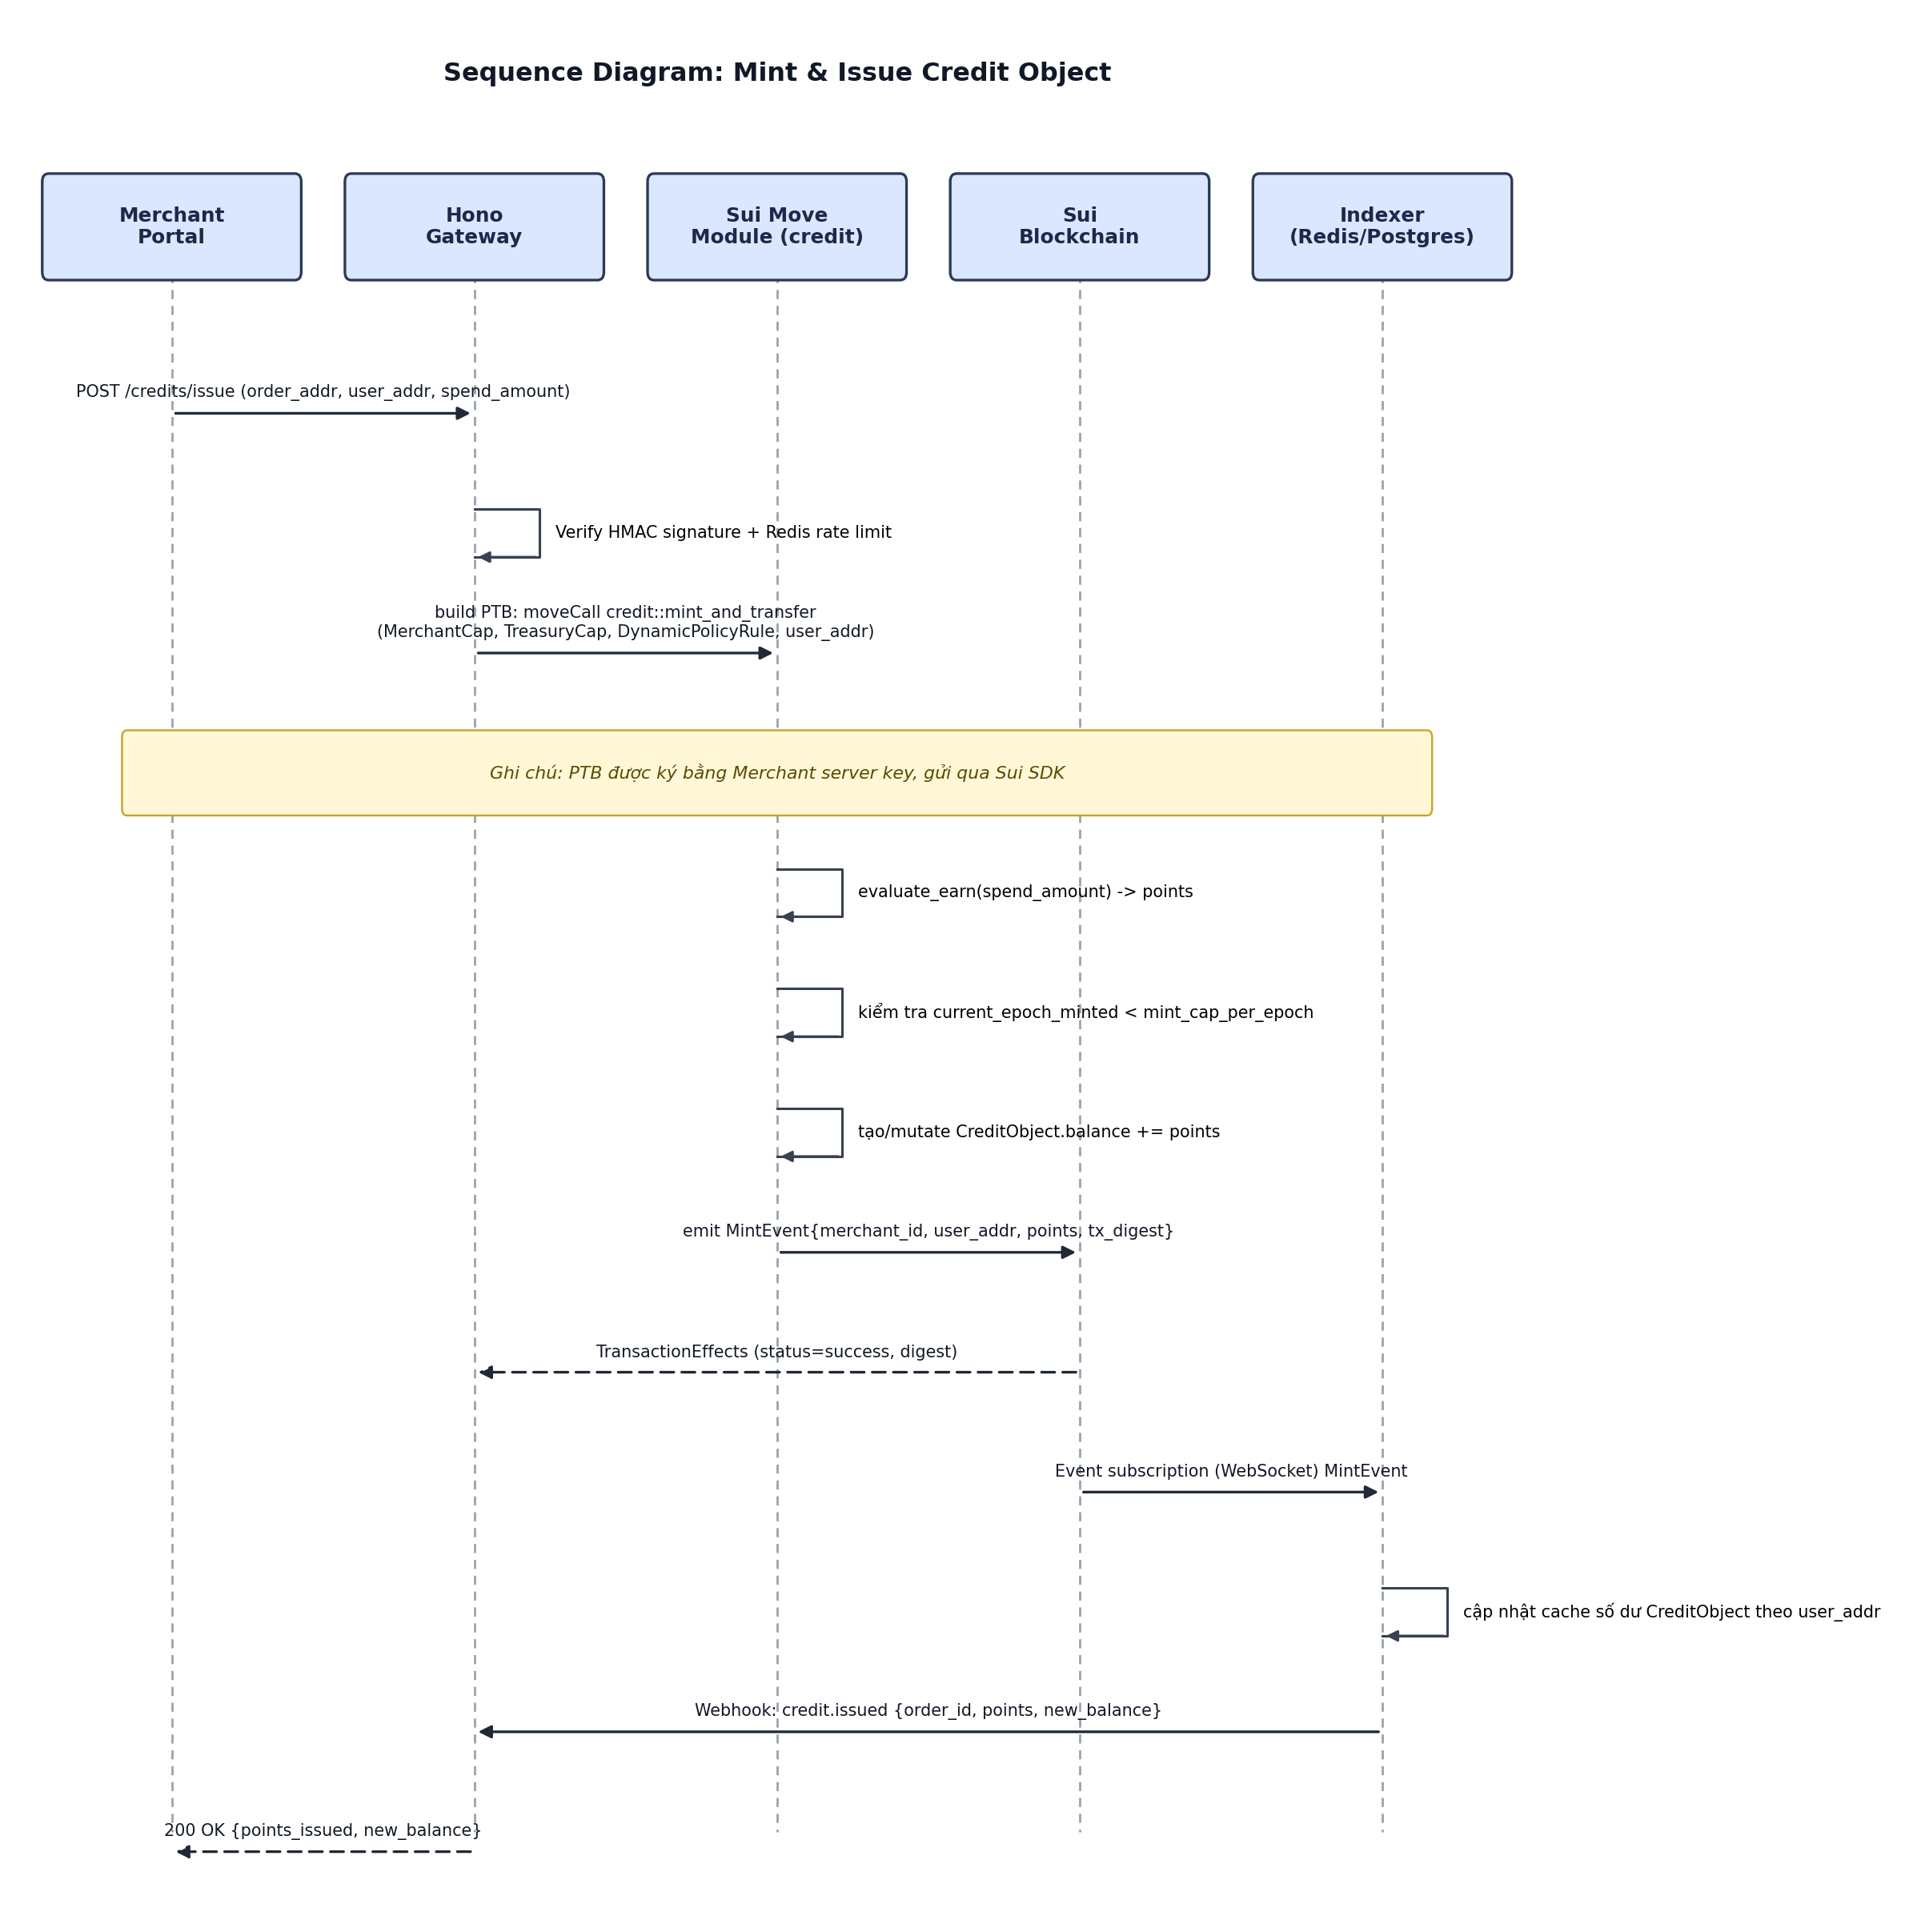 Sequence Diagram: Mint & Issue Credit Object
Merchant
Portal
Hono
Gateway
Sui Move
Module (credit)
Sui
Blockchain
Indexer
(Redis/Postgres)
POST /credits/issue (order_addr, user_addr, spend_amount)
Verify HMAC signature + Redis rate limit
build PTB: moveCall credit::mint_and_transfer
(MerchantCap, TreasuryCap, DynamicPolicyRule, user_addr)
Ghi chú: PTB được ký bằng Merchant server key, gửi qua Sui SDK
evaluate_earn(spend_amount) -> points
kiểm tra current_epoch_minted < mint_cap_per_epoch
tạo/mutate CreditObject.balance += points
emit MintEvent{merchant_id, user_addr, points, tx_digest}
TransactionEffects (status=success, digest)
Event subscription (WebSocket) MintEvent
cập nhật cache số dư CreditObject theo user_addr
Webhook: credit.issued {order_id, points, new_balance}
200 OK {points_issued, new_balance}